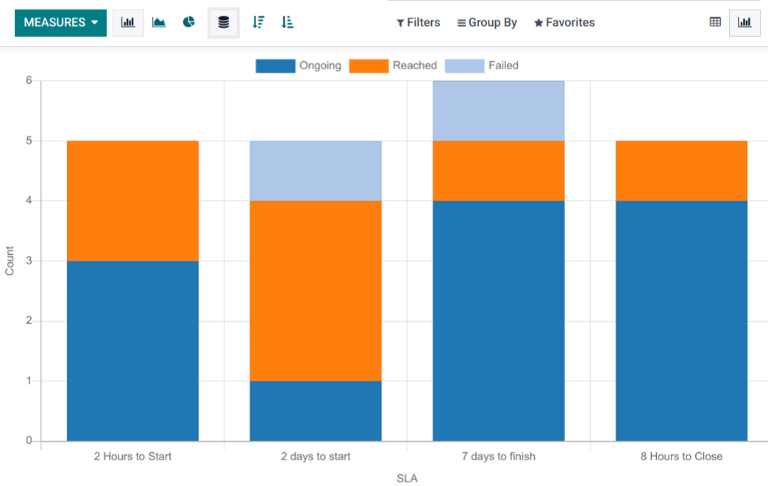 MEASURES Filters Group By Favorites
Ongoing Reached Failed
6
5
4
3
2
1
0
Count
2 Hours to Start 2 days to start 7 days to finish 8 Hours to Close
SLA